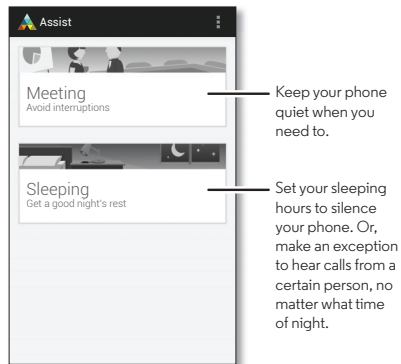 Assist
Meeting
Avoid interruptions
Keep your phone
quiet when you
need to.
Sleeping
Get a good night's rest
Set your sleeping
hours to silence
your phone. Or,
make an exception
to hear calls from a
certain person, no
matter what time
of night.